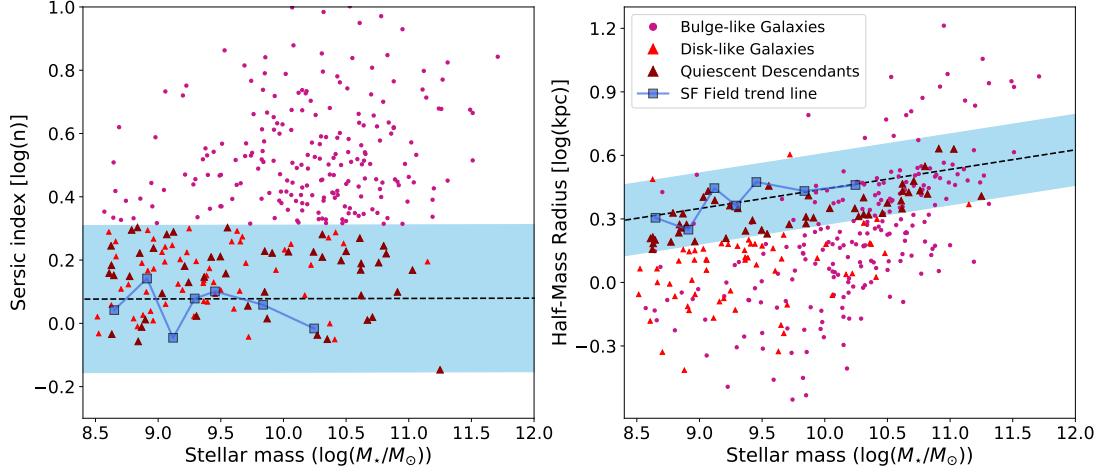 1.0
0.8
0.6
0.4
0.2
0.0
−0.2
Sersic index [log(n)]
8.5 9.0 9.5 10.0 10.5 11.0 11.5 12.0
Stellar mass (log(M⋆/M⊙))
1.2
0.9
0.6
0.3
0.0
−0.3
Half-Mass Radius [log(kpc)]
Bulge-like Galaxies
Disk-like Galaxies
Quiescent Descendants
SF Field trend line
8.5 9.0 9.5 10.0 10.5 11.0 11.5 12.0
Stellar mass (log(M⋆/M⊙))